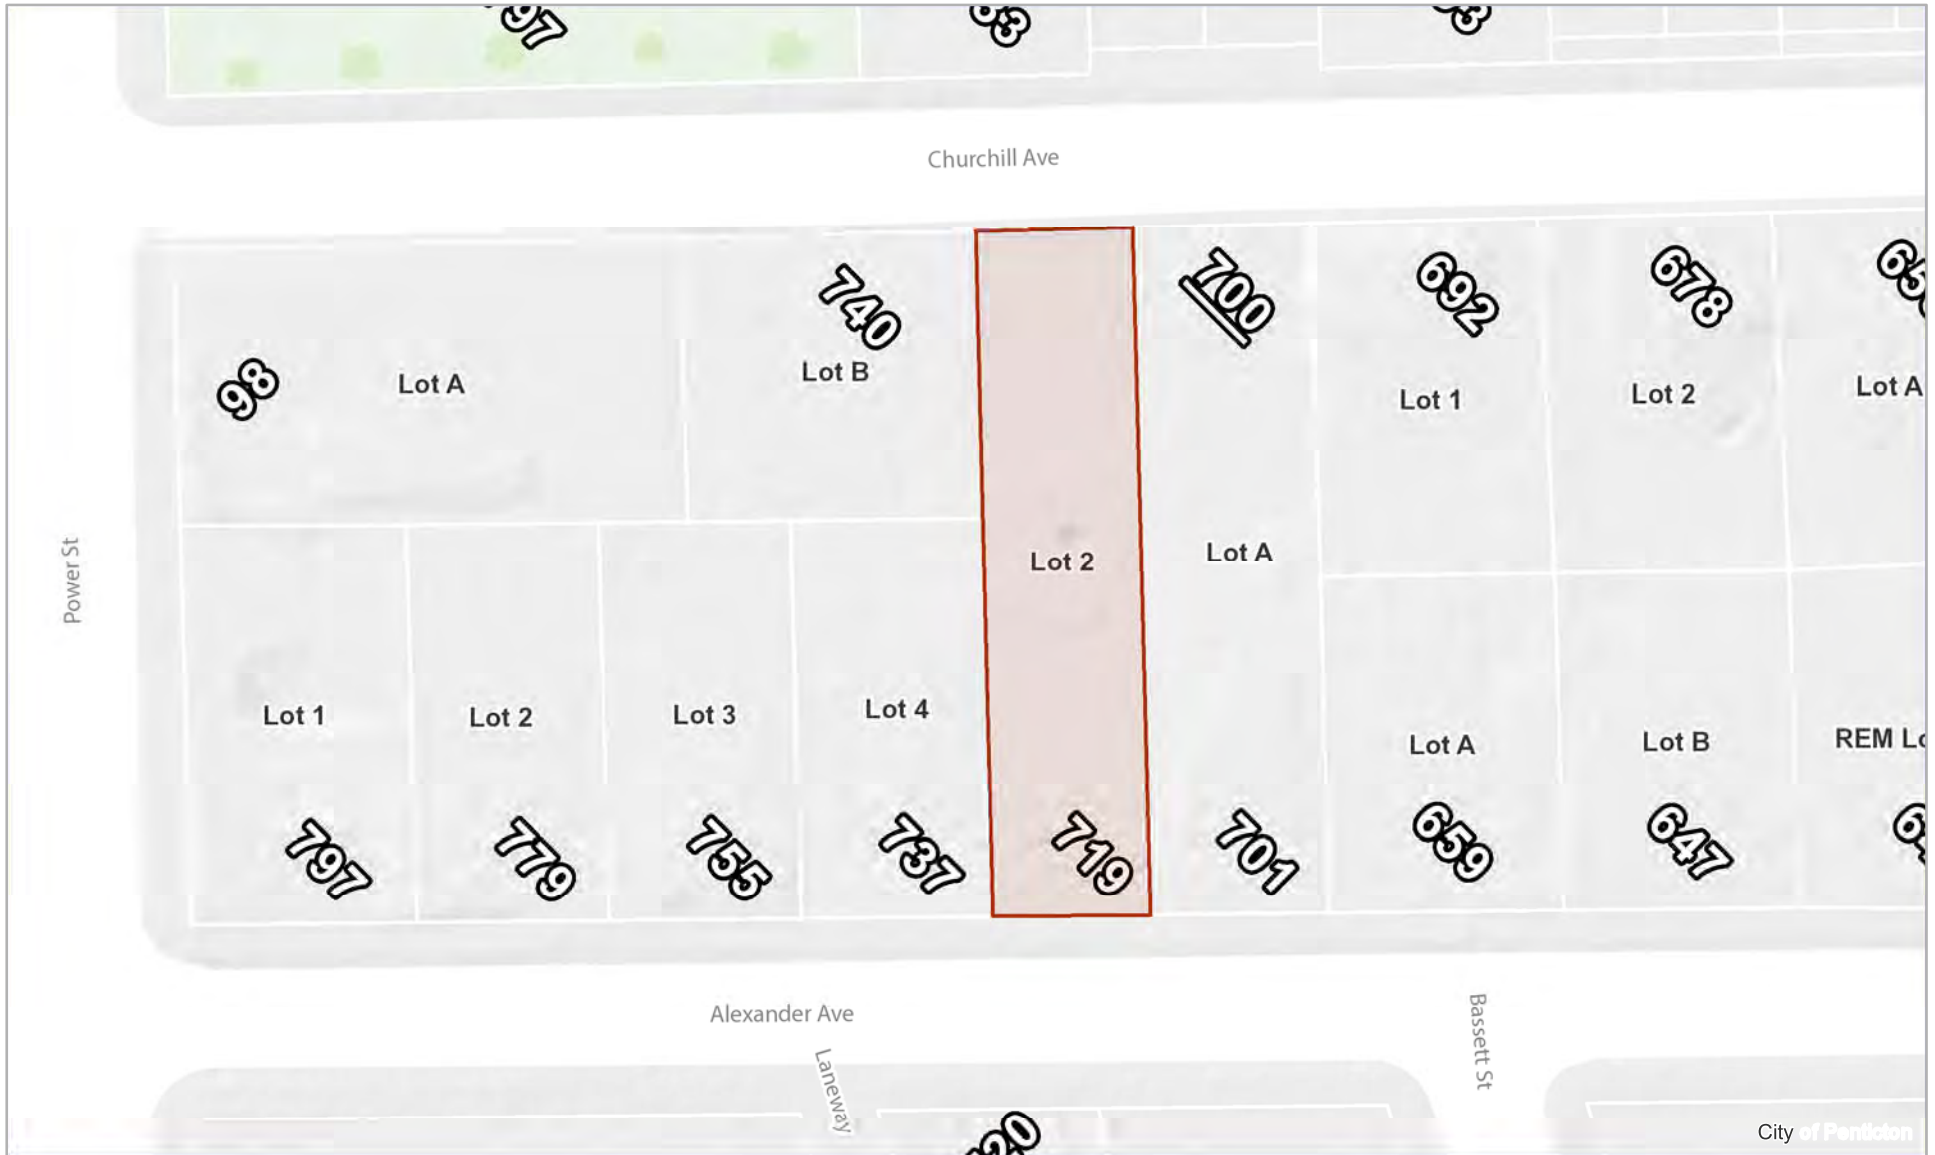 Churchill Ave
740
700
692
678
98
Lot A
Lot B
Lot 1
Lot 2
Lot A
Power St
Lot 2
Lot A
Lot 1
Lot 2
Lot 3
Lot 4
Lot A
Lot B
REM
797
779
755
737
719
701
659
647
Alexander Ave
Bassett St
Laneway
City of Penticton